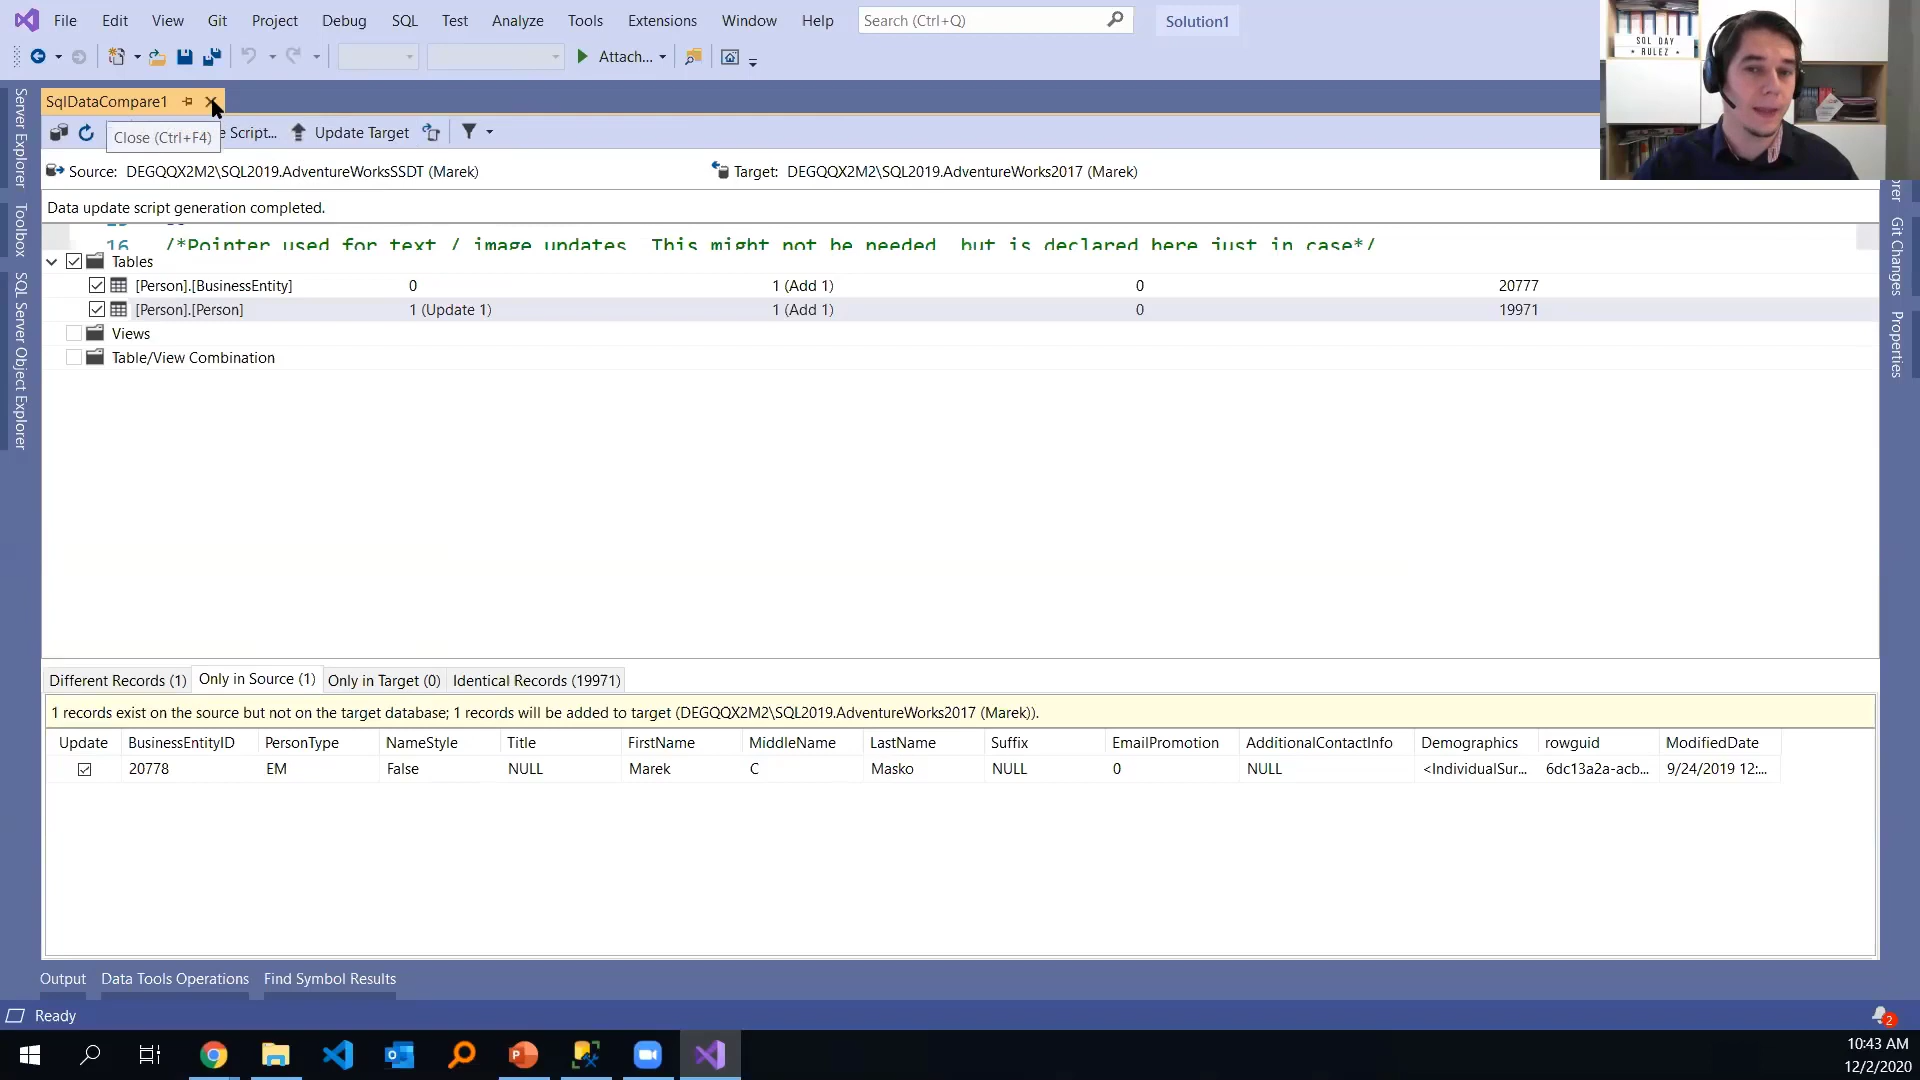 File Edit View Git Project Debug SQL Test Analyze Tools Extensions Window Help Search (Ctrl+Q) Solution1
Attach...
SQL DAY
* RULEZ *
SqlDataCompare1
Close (Ctrl+F4)
Script... Update Target
Source: DEGQQX2M2\SQL2019.AdventureWorksSSDT (Marek) Target: DEGQQX2M2\SQL2019.AdventureWorks2017 (Marek)
Data update script generation completed.
16 /*Pointer used for text / image updates. This might not be needed, but is declared here just in case*/
Tables
[Person].[BusinessEntity] 0 1 (Add 1) 0 20777
[Person].[Person] 1 (Update 1) 1 (Add 1) 0 19971
Views
Table/View Combination
Server Explorer
Toolbox
SQL Server Object Explorer
Git Changes
Properties
Different Records (1) Only in Source (1) Only in Target (0) Identical Records (19971)
1 records exist on the source but not on the target database; 1 records will be added to target (DEGQQX2M2\SQL2019.AdventureWorks2017 (Marek)).
Update BusinessEntityID PersonType NameStyle Title FirstName MiddleName LastName Suffix EmailPromotion AdditionalContactInfo Demographics rowguid ModifiedDate
20778 EM False NULL Marek C Masko NULL 0 NULL <IndividualSur... 6dc13a2a-acb... 9/24/2019 12:...
Output Data Tools Operations Find Symbol Results
Ready
2
10:43 AM
12/2/2020